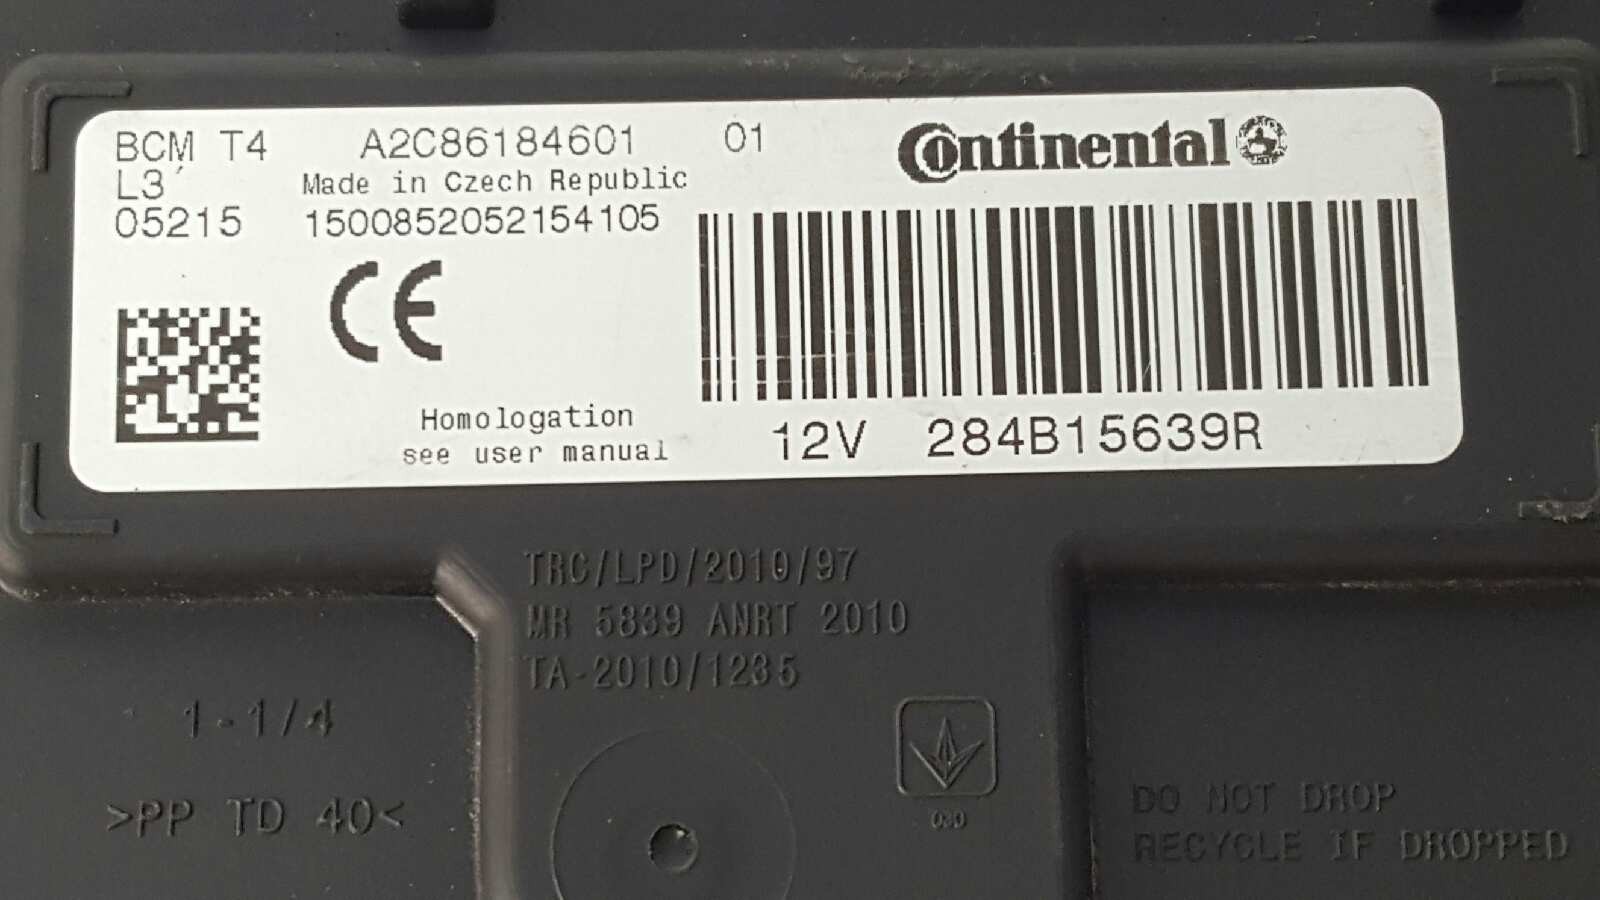 BCM T4 A2C86184601 01 Continental
L3´ Made in Czech Republic
05215 1500852052154105
CE
Homologation
see user manual
12V 284B15639R
TRC/LPD/2010/97
MR 5839 ANRT 2010
TA-2010/1235
1-1/4
>PP TD 40<
030
DO NOT DROP
RECYCLE IF DROPPED